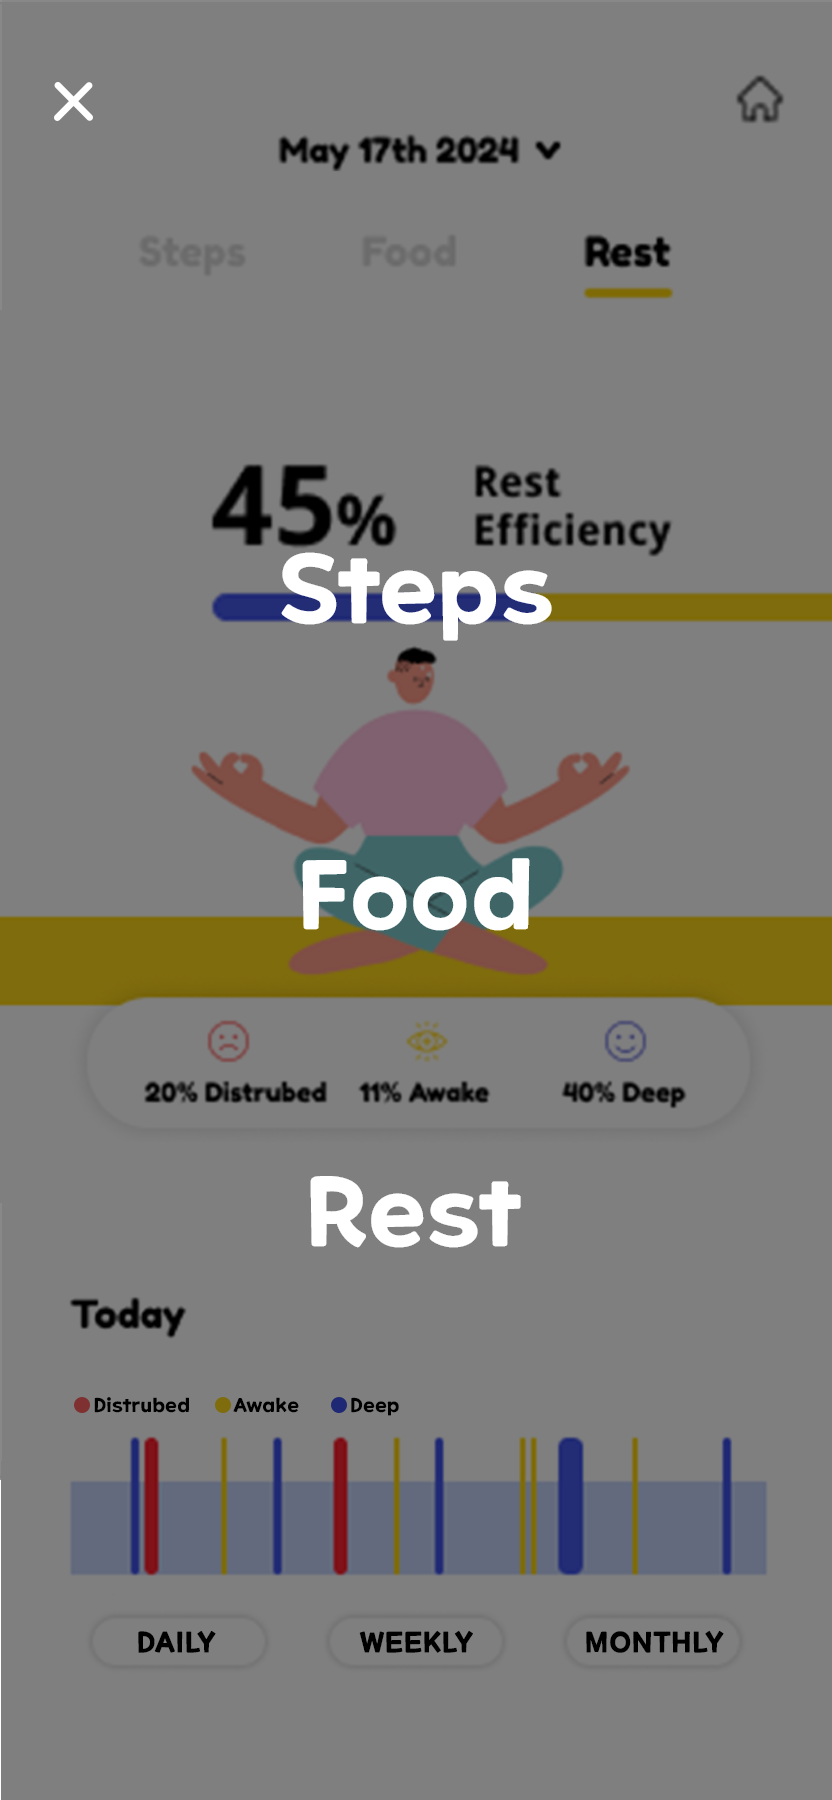 May 17th 2024
Steps Food Rest
45% Rest
Efficiency
Steps
Food
20% Distrubed 11% Awake 40% Deep
Rest
Today
Distrubed Awake Deep
DAILY WEEKLY MONTHLY